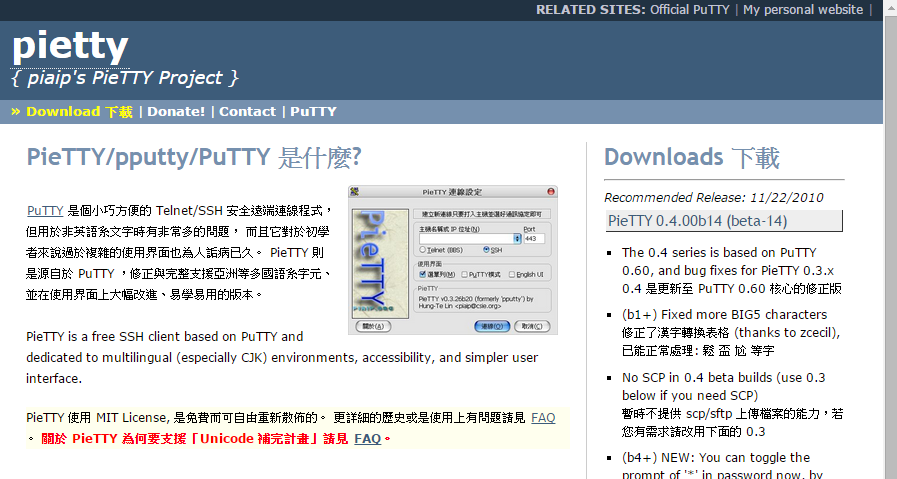 RELATED SITES: Official PuTTY | My personal website |
pietty
{ piaip's PieTTY Project }
» Download 下載 | Donate! | Contact | PuTTY
PieTTY/pputty/PuTTY 是什麼?
PuTTY 是個小巧方便的 Telnet/SSH 安全遠端連線程式，
但用於非英語系文字時有非常多的問題， 而且它對於初學
者來說過於複雜的使用界面也為人詬病已久。 PieTTY 則
是源自於 PuTTY ，修正與完整支援亞洲等多國語系字元、
並在使用界面上大幅改進、易學易用的版本。
PieTTY 連線設定
PieTTY
建立新連線只要打入主機並選好通訊協定即可
主機名稱或 IP 位址(N)
Port
443
Telnet (BBS)
SSH
使用界面
選單列(M)
PuTTY模式
English UI
PieTTY
PieTTY v0.3.26b20 (formerly 'pputty') by
Hung-Te Lin <piaip@csie.org>
關於(A)
連線(O)
取消(C)
PieTTY is a free SSH client based on PuTTY and
dedicated to multilingual (especially CJK) environments, accessibility, and simpler user
interface.
PieTTY 使用 MIT License, 是免費而可自由重新散佈的。 更詳細的歷史或是使用上有問題請見 FAQ
。 關於 PieTTY 為何要支援「Unicode 補完計畫」請見 FAQ。
Downloads 下載
Recommended Release: 11/22/2010
PieTTY 0.4.00b14 (beta-14)
The 0.4 series is based on PuTTY
0.60, and bug fixes for PieTTY 0.3.x
0.4 是更新至 PuTTY 0.60 核心的修正版
(b1+) Fixed more BIG5 characters
修正了漢字轉換表格 (thanks to zcecil),
已能正常處理: 鬆 盃 尬 等字
No SCP in 0.4 beta builds (use 0.3
below if you need SCP)
暫時不提供 scp/sftp 上傳檔案的能力，若
您有需求請改用下面的 0.3
(b4+) NEW: You can toggle the
prompt of '*' in password now, by